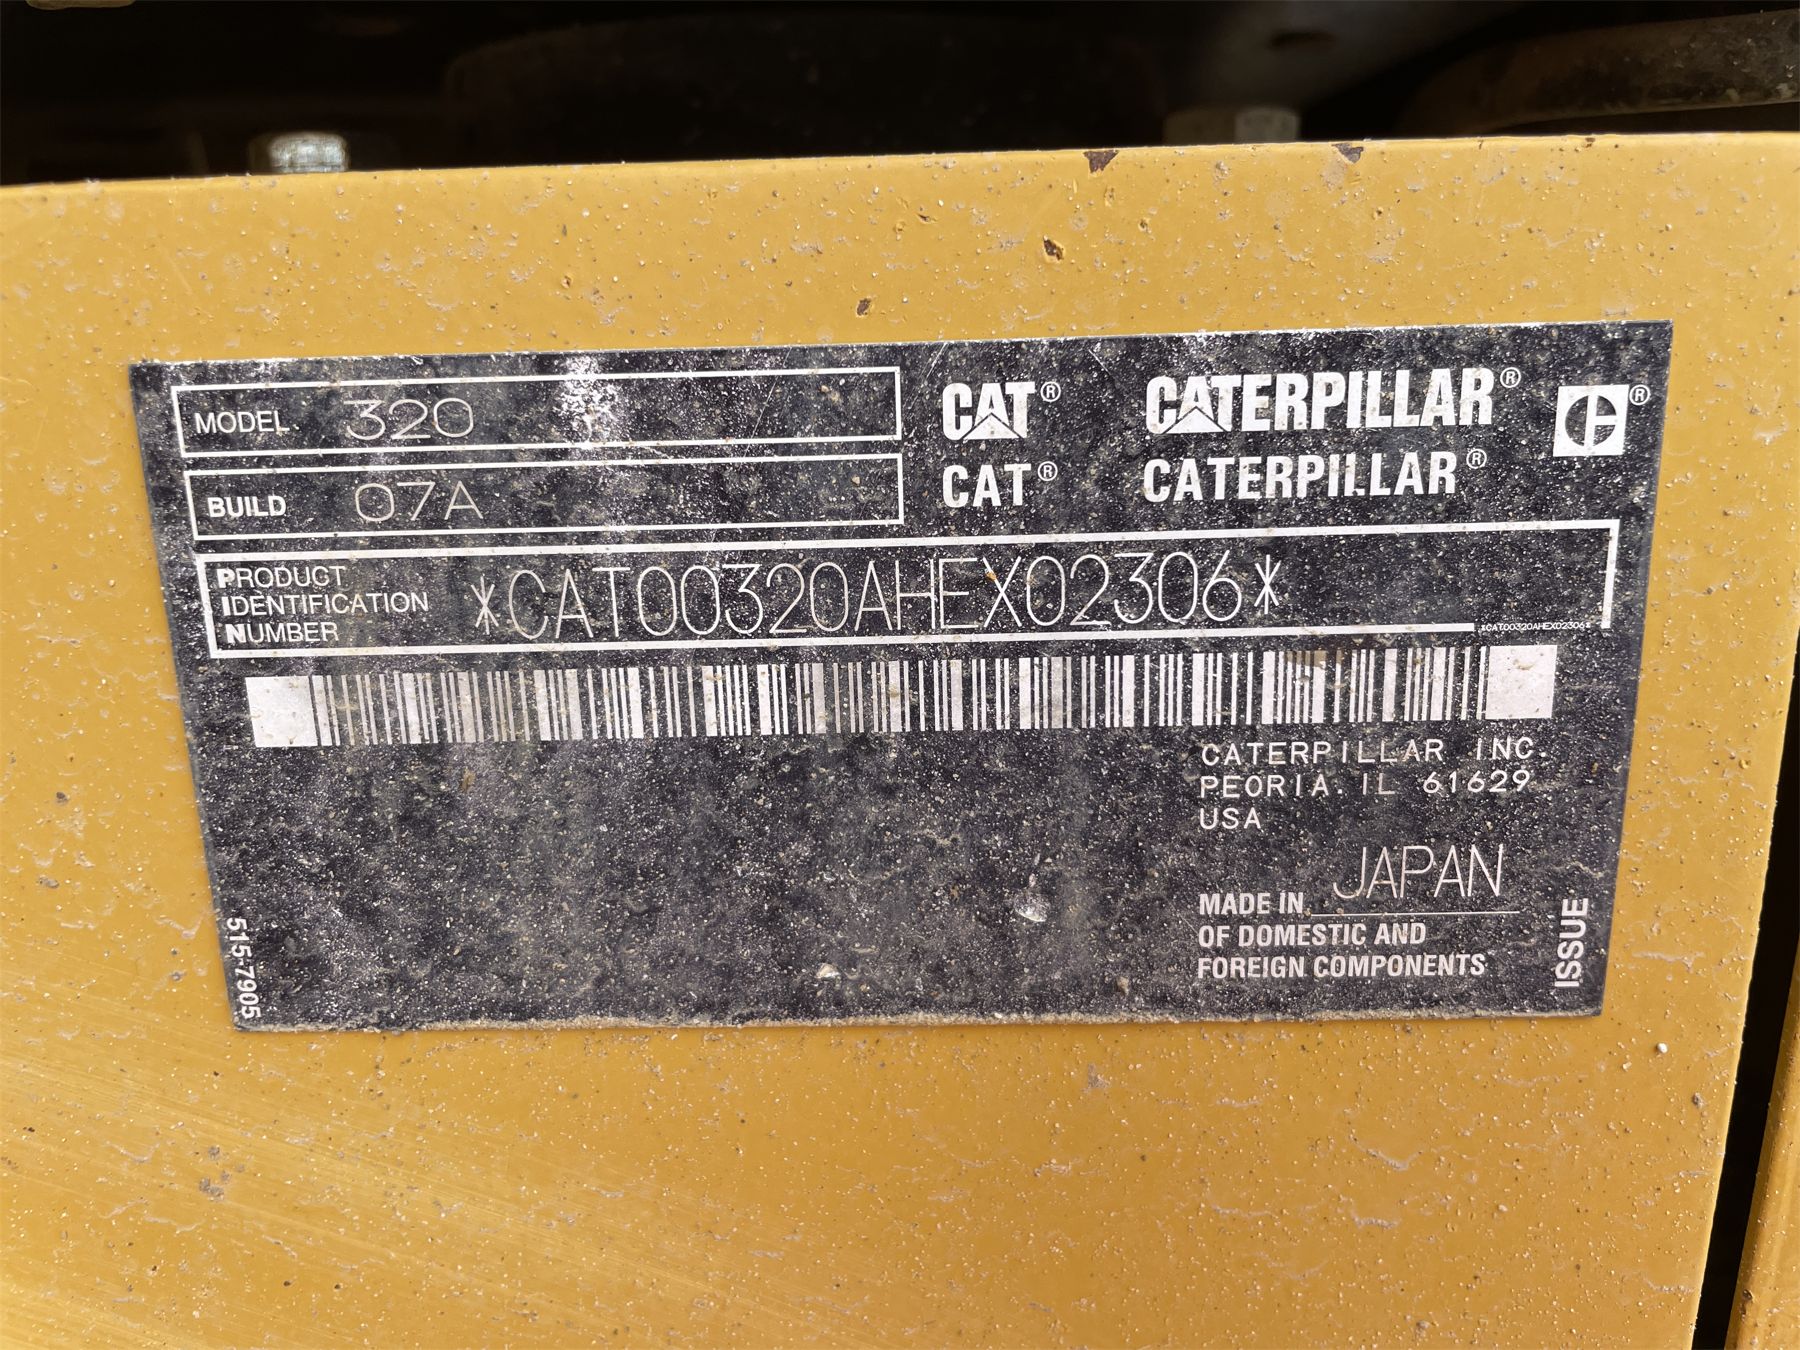 MODEL 320
BUILD 07A
CAT® CATERPILLAR® ®
CAT® CATERPILLAR®
PRODUCT
IDENTIFICATION
NUMBER
*CAT00320AHEX02306*
*CAT00320AHEX02306*
CATERPILLAR INC.
PEORIA. IL 61629
USA
MADE IN JAPAN
OF DOMESTIC AND
FOREIGN COMPONENTS
515-7905
ISSUE